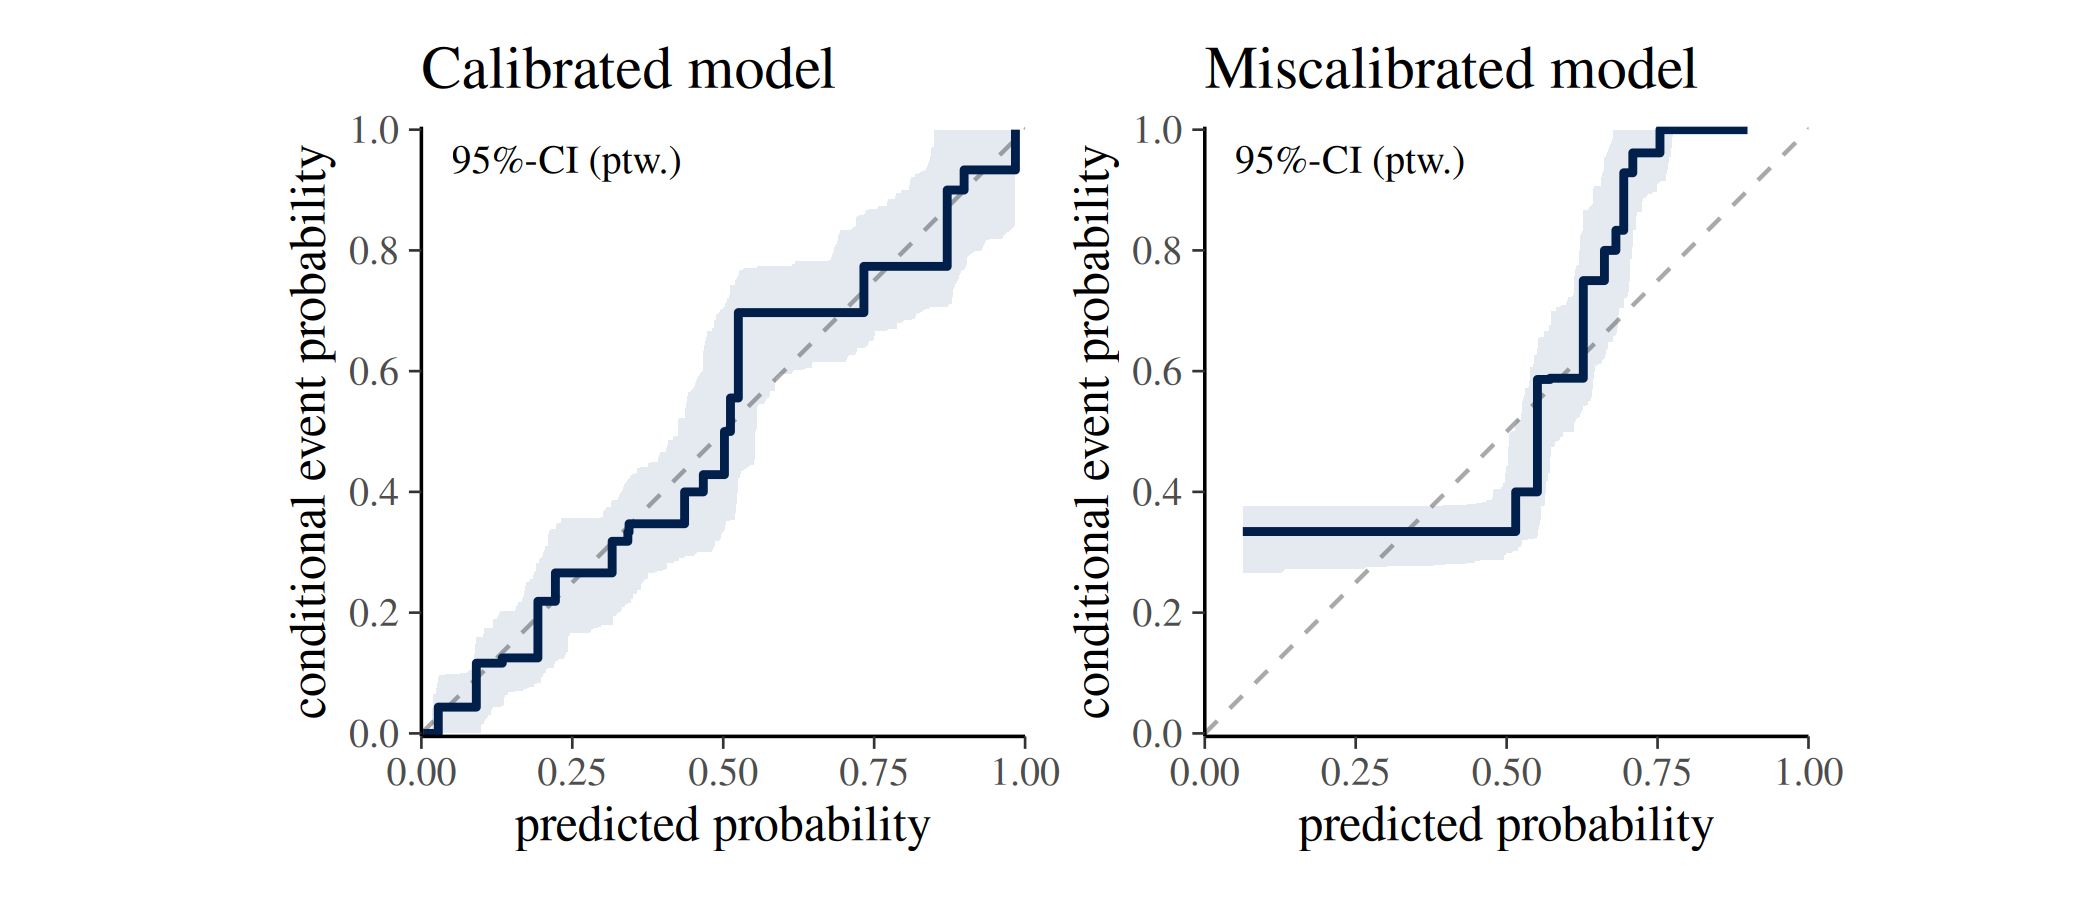 Calibrated model
1.0
0.8
0.6
0.4
0.2
0.0
95%-CI (ptw.)
conditional event probability
0.00 0.25 0.50 0.75 1.00
predicted probability
Miscalibrated model
1.0
0.8
0.6
0.4
0.2
0.0
95%-CI (ptw.)
conditional event probability
0.00 0.25 0.50 0.75 1.00
predicted probability